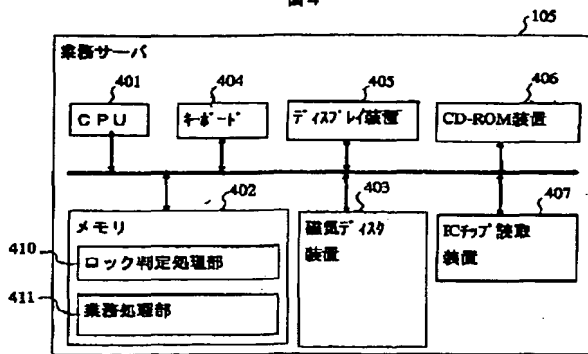 図4
105
業務サーバ
401
404
405
406
CPU
キーボード
ディスプレイ装置
CD-ROM装置
402
403
407
メモリ
磁気ディスク
装置
ICチップ読取
装置
410
ロック判定処理部
411
業務処理部